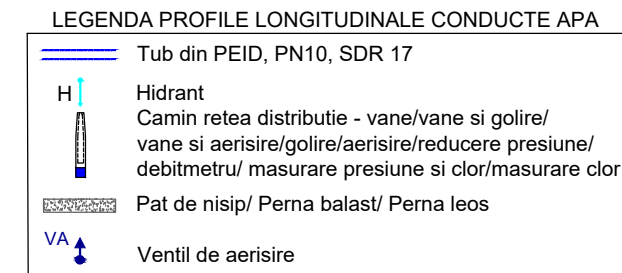 LEGENDA PROFILE LONGITUDINALE CONDUCTE APA
Tub din PEID, PN10, SDR 17
H Hidrant
Camin retea distributie - vane/vane si golire/
vane si aerisire/golire/aerisire/reducere presiune/
debitmetru/ masurare presiune si clor/masurare clor
Pat de nisip/ Perna balast/ Perna leos
VA
Ventil de aerisire